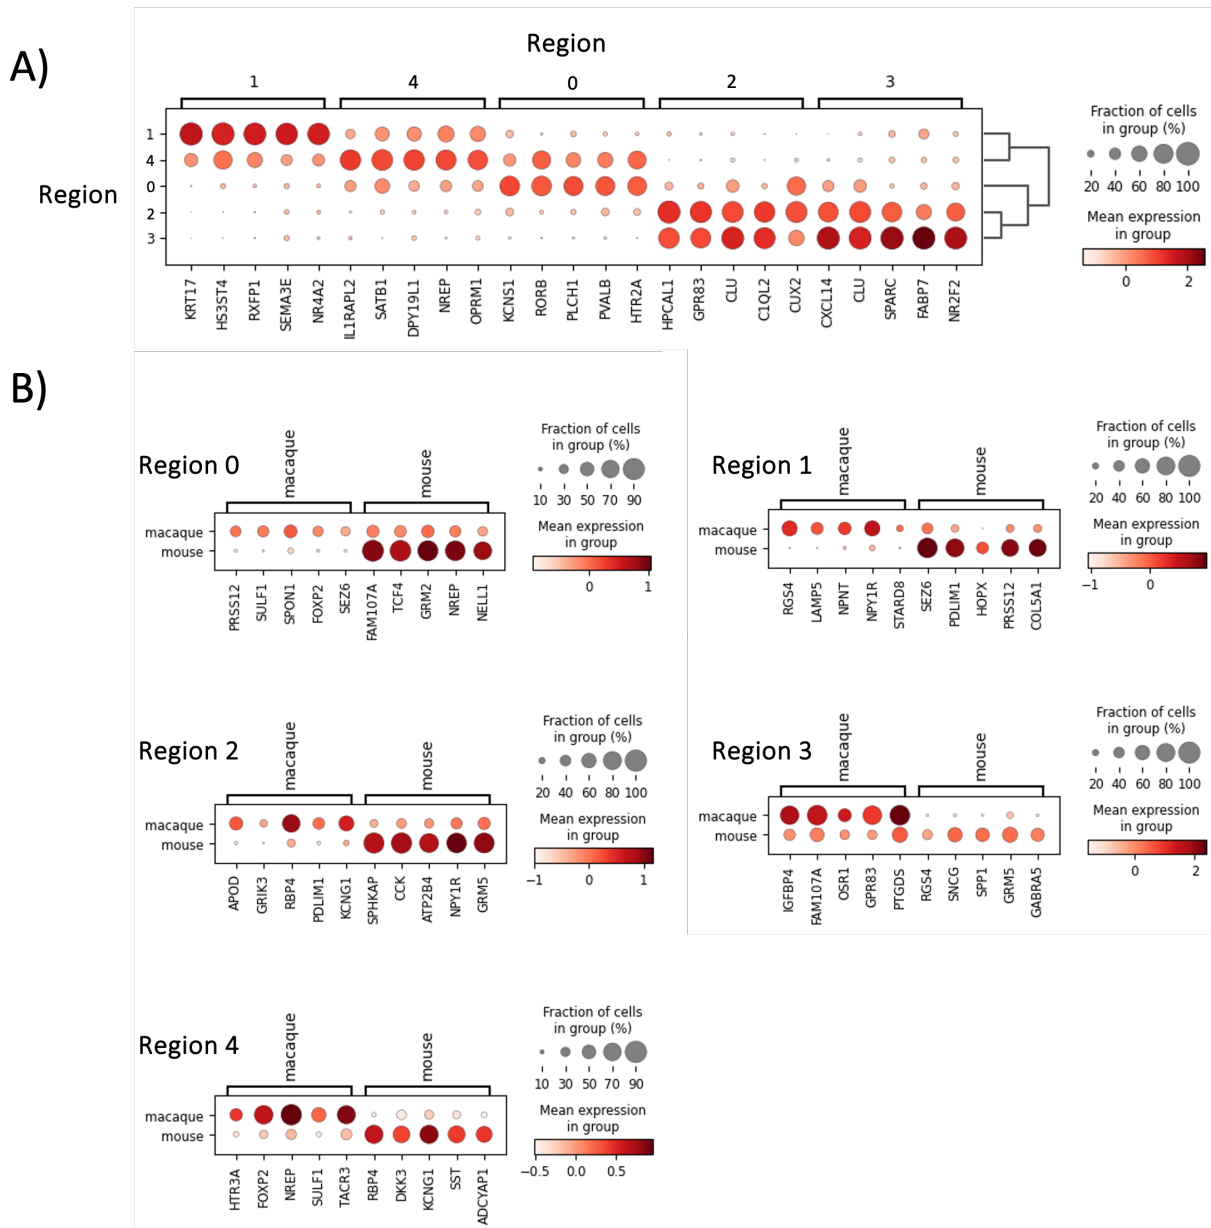 A)
Region
1 4 0 2 3
Region
1
4
0
2
3
KRT17 HS3ST4 RXFP1 SEMA3E NR4A2 IL1RAPL2 SATB1 DPY19L1 NREP OPRM1 KCNS1 RORB PLCH1 PVALB HTR2A HPCAL1 GPR83 CLU C1QL2 CUX2 CXCL14 CLU SPARC FABP7 NR2F2
Fraction of cells
in group (%)
20 40 60 80 100
Mean expression
in group
0 2
B)
Region 0
macaque mouse
macaque
mouse
PRSS12 SULF1 SPON1 FOXP2 SEZ6 FAM107A TCF4 GRM2 NREP NELL1
Fraction of cells
in group (%)
10 30 50 70 90
Mean expression
in group
0 1
Region 1
macaque mouse
macaque
mouse
RGS4 LAMP5 NPNT NPY1R STARD8 SEZ6 PDLIM1 HOPX PRSS12 COL5A1
Fraction of cells
in group (%)
20 40 60 80 100
Mean expression
in group
−1 0
Region 2
macaque mouse
macaque
mouse
APOD GRIK3 RBP4 PDLIM1 KCNG1 SPHKAP CCK ATP2B4 NPY1R GRM5
Fraction of cells
in group (%)
20 40 60 80 100
Mean expression
in group
−1 0 1
Region 3
macaque mouse
macaque
mouse
IGFBP4 FAM107A OSR1 GPR83 PTGDS RGS4 SNCG SPP1 GRM5 GABRA5
Fraction of cells
in group (%)
20 40 60 80 100
Mean expression
in group
0 2
Region 4
macaque mouse
macaque
mouse
HTR3A FOXP2 NREP SULF1 TACR3 RBP4 DKK3 KCNG1 SST ADCYAP1
Fraction of cells
in group (%)
10 30 50 70 90
Mean expression
in group
−0.5 0.0 0.5